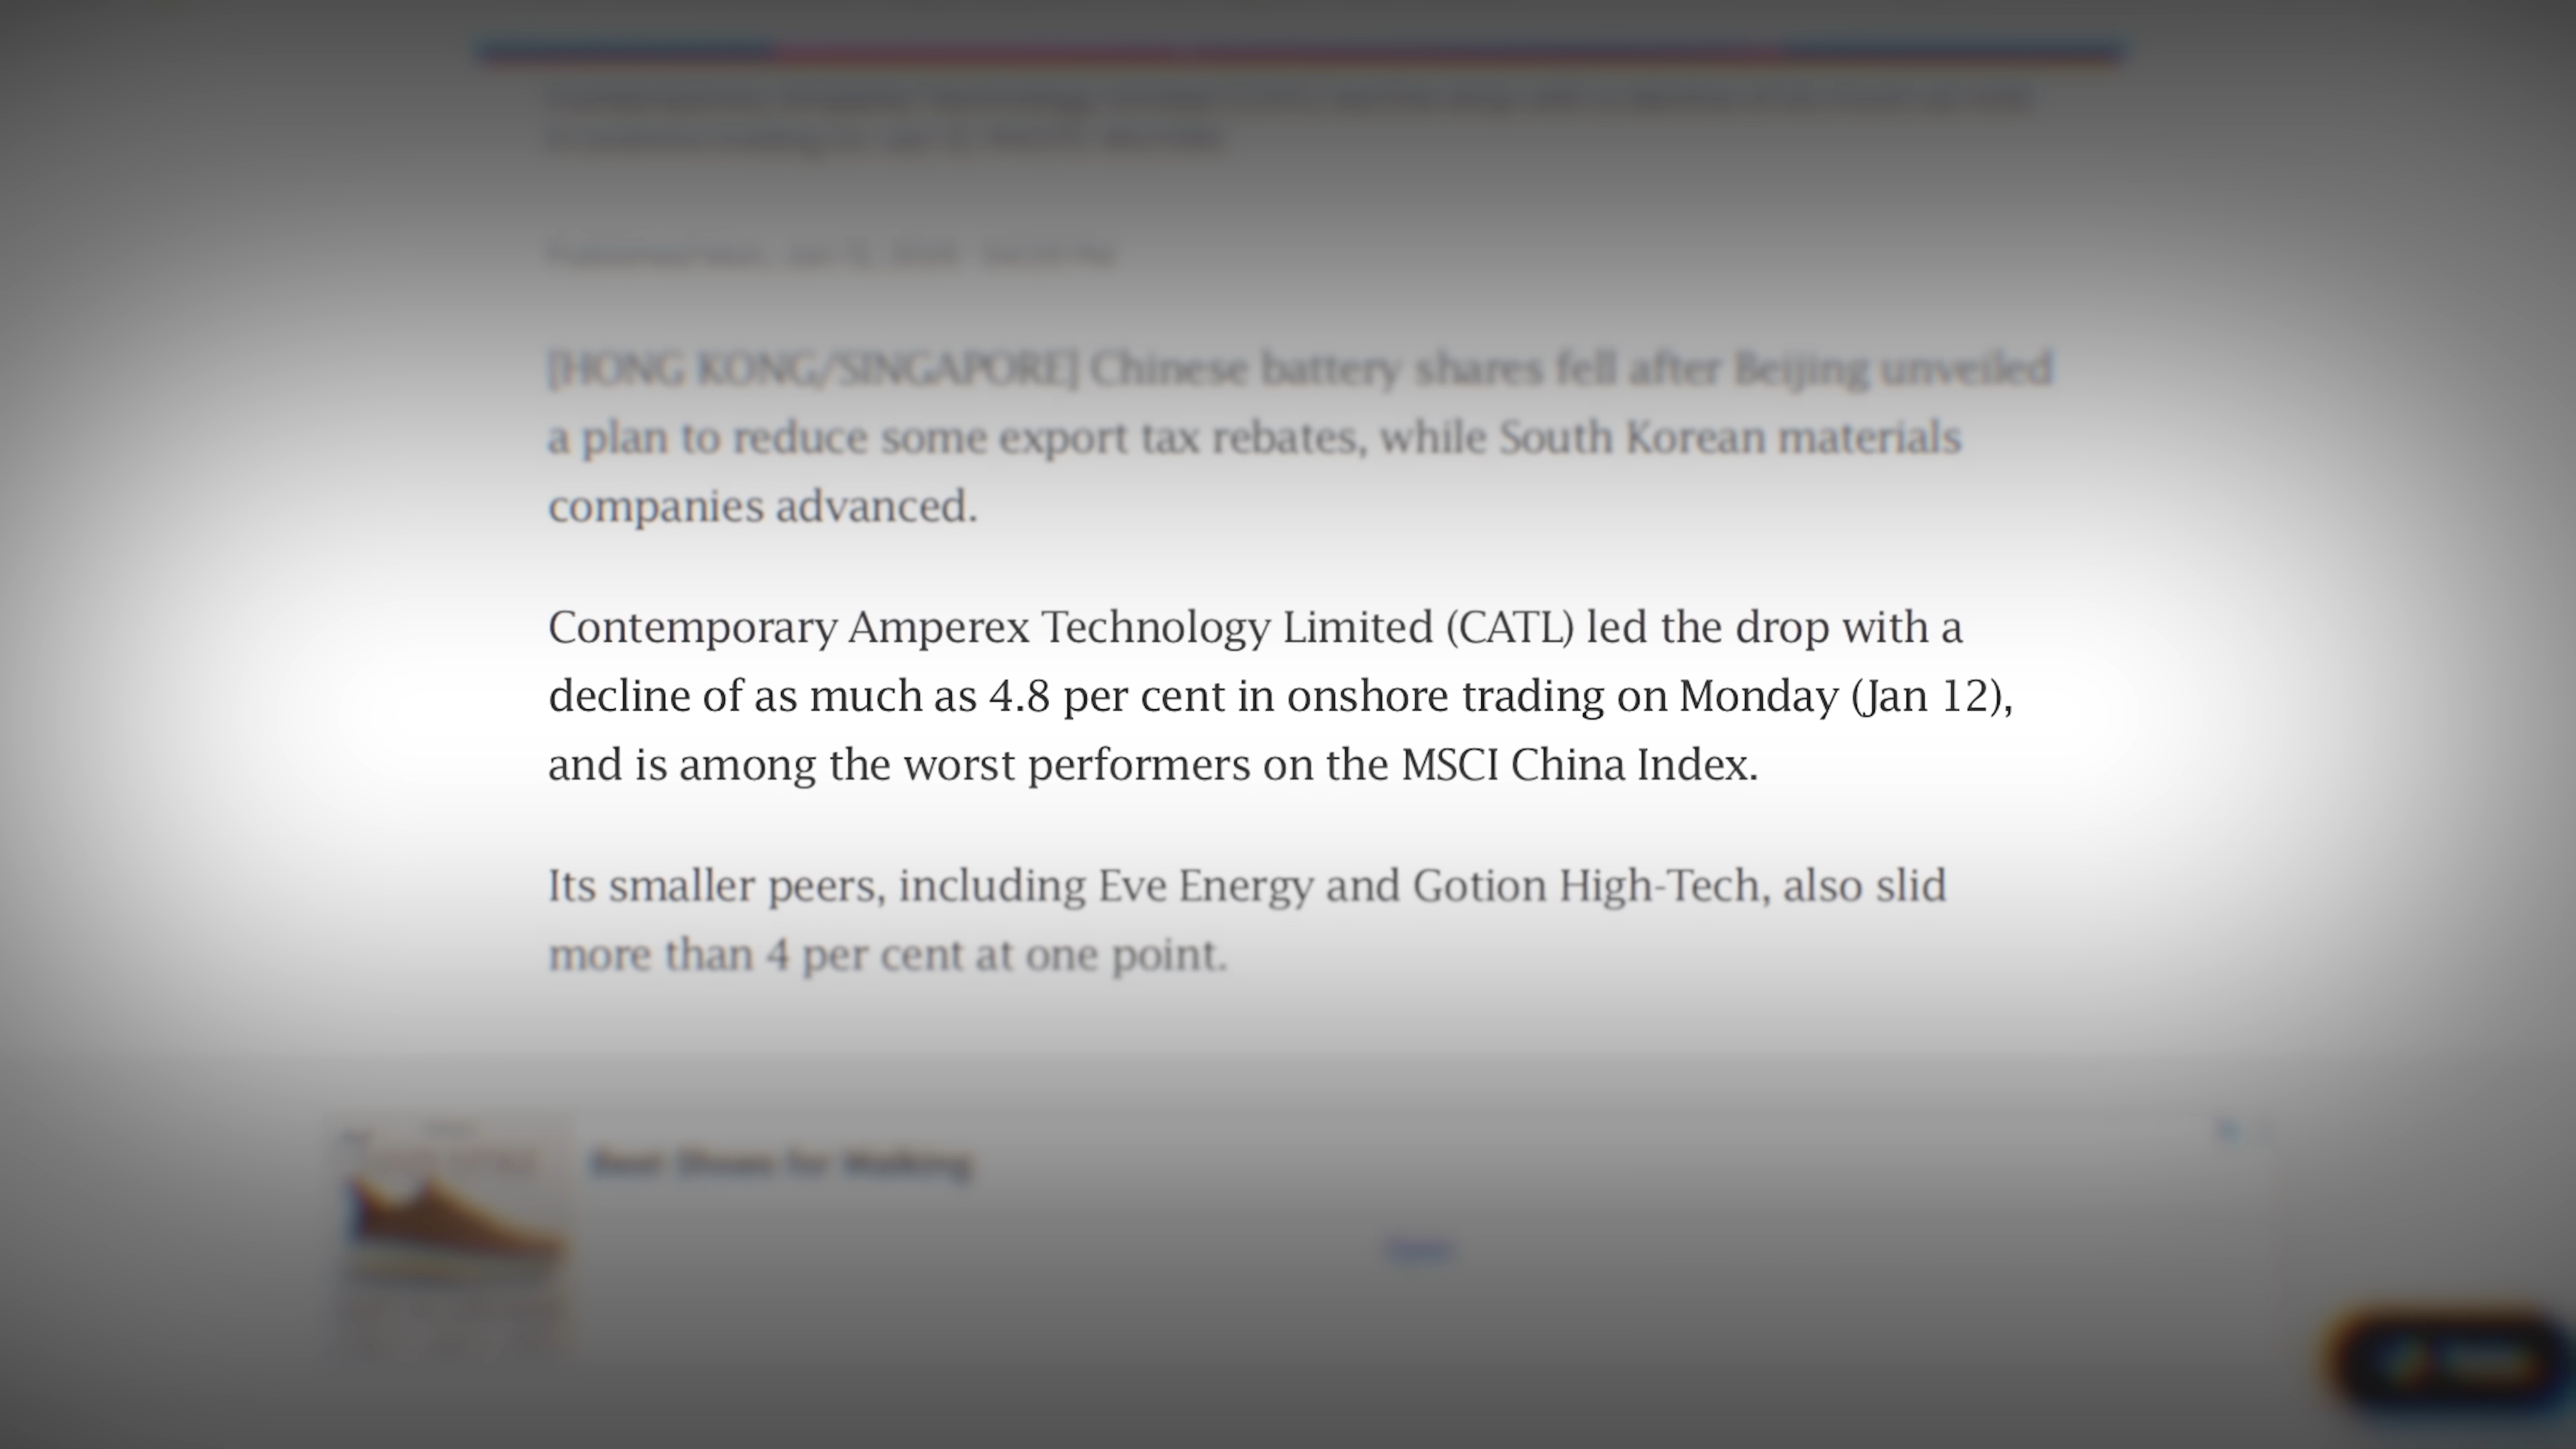 [HONG KONG/SINGAPORE] Chinese battery shares fell after Beijing unveiled
a plan to reduce some export tax rebates, while South Korean materials
companies advanced.
Contemporary Amperex Technology Limited (CATL) led the drop with a
decline of as much as 4.8 per cent in onshore trading on Monday (Jan 12),
and is among the worst performers on the MSCI China Index.
Its smaller peers, including Eve Energy and Gotion High-Tech, also slid
more than 4 per cent at one point.
Best Shoes for Walking